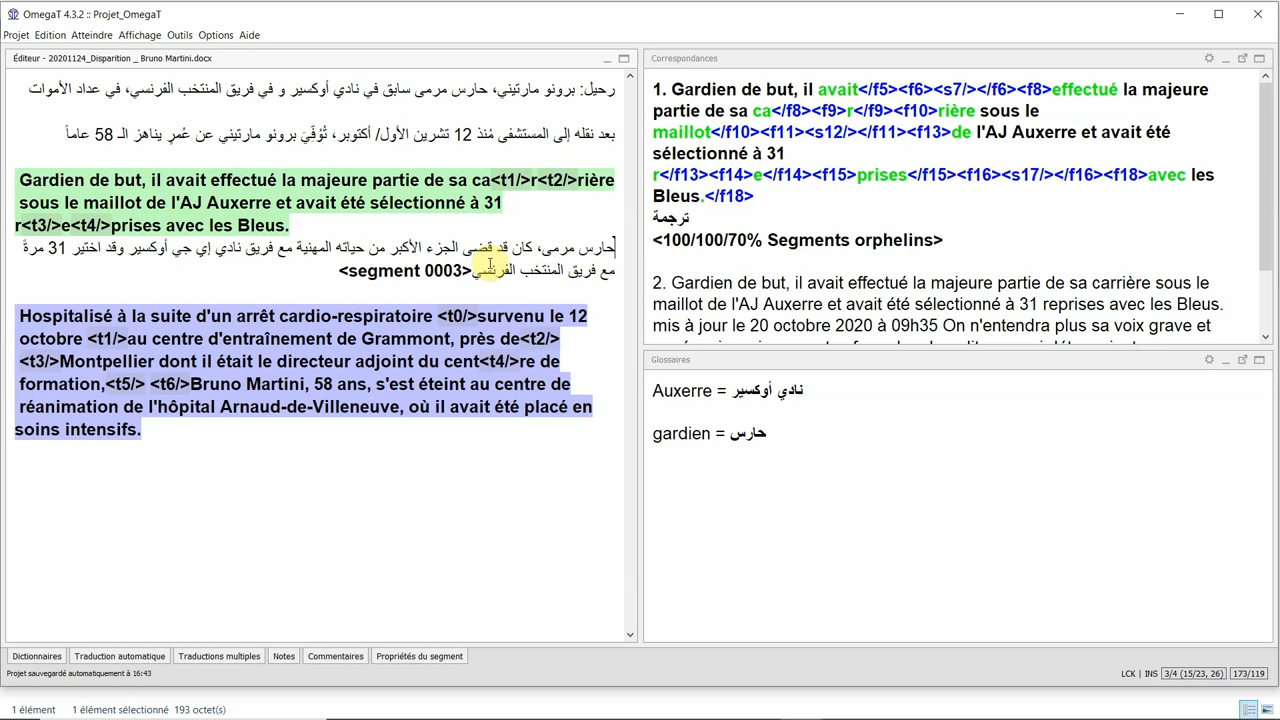 OmegaT 4.3.2 :: Projet_OmegaT
Projet Edition Atteindre Affichage Outils Options Aide
Éditeur - 20201124_Disparition _ Bruno Martini.docx
رحيل: برونو مارتيني، حارس مرمى سابق في نادي أوكسير و في فريق المنتخب الفرنسي، في عداد الأموات
بعد نقله إلى المستشفى مُنذ 12 تشرين الأول/ أكتوبر، تُوُفّيَ برونو مارتيني عن عُمرٍ يناهز الـ 58 عاماً
Gardien de but, il avait effectué la majeure partie de sa ca<t1/>r<t2/>rière
sous le maillot de l'AJ Auxerre et avait été sélectionné à 31
r<t3/>e<t4/>prises avec les Bleus.
حارس مرمى، كان قد قضى الجزء الأكبر من حياته المهنية مع فريق نادي إي جي أوكسير وقد اختير 31 مرةً
مع فريق المنتخب الفرنسي<segment 0003>
Hospitalisé à la suite d'un arrêt cardio-respiratoire <t0/>survenu le 12
octobre <t1/>au centre d'entraînement de Grammont, près de<t2/>
<t3/>Montpellier dont il était le directeur adjoint du cent<t4/>re de
formation,<t5/> <t6/>Bruno Martini, 58 ans, s'est éteint au centre de
réanimation de l'hôpital Arnaud-de-Villeneuve, où il avait été placé en
soins intensifs.
Correspondances
1. Gardien de but, il avait</f5><f6><s7/></f6><f8>effectué la majeure
partie de sa ca</f8><f9>r</f9><f10>rière sous le
maillot</f10><f11><s12/></f11><f13>de l'AJ Auxerre et avait été
sélectionné à 31
r</f13><f14>e</f14><f15>prises</f15><f16><s17/></f16><f18>avec les
Bleus.</f18>
ترجمة
<100/100/70% Segments orphelins>
2. Gardien de but, il avait effectué la majeure partie de sa carrière sous le
maillot de l'AJ Auxerre et avait été sélectionné à 31 reprises avec les Bleus.
mis à jour le 20 octobre 2020 à 09h35 On n'entendra plus sa voix grave et
Glossaires
Auxerre = نادي أوكسير
gardien = حارس
Dictionnaires Traduction automatique Traductions multiples Notes Commentaires Propriétés du segment
Projet sauvegardé automatiquement à 16:43
LCK | INS 3/4 (15/23, 26) 173/119
1 élément 1 élément sélectionné 193 octet(s)